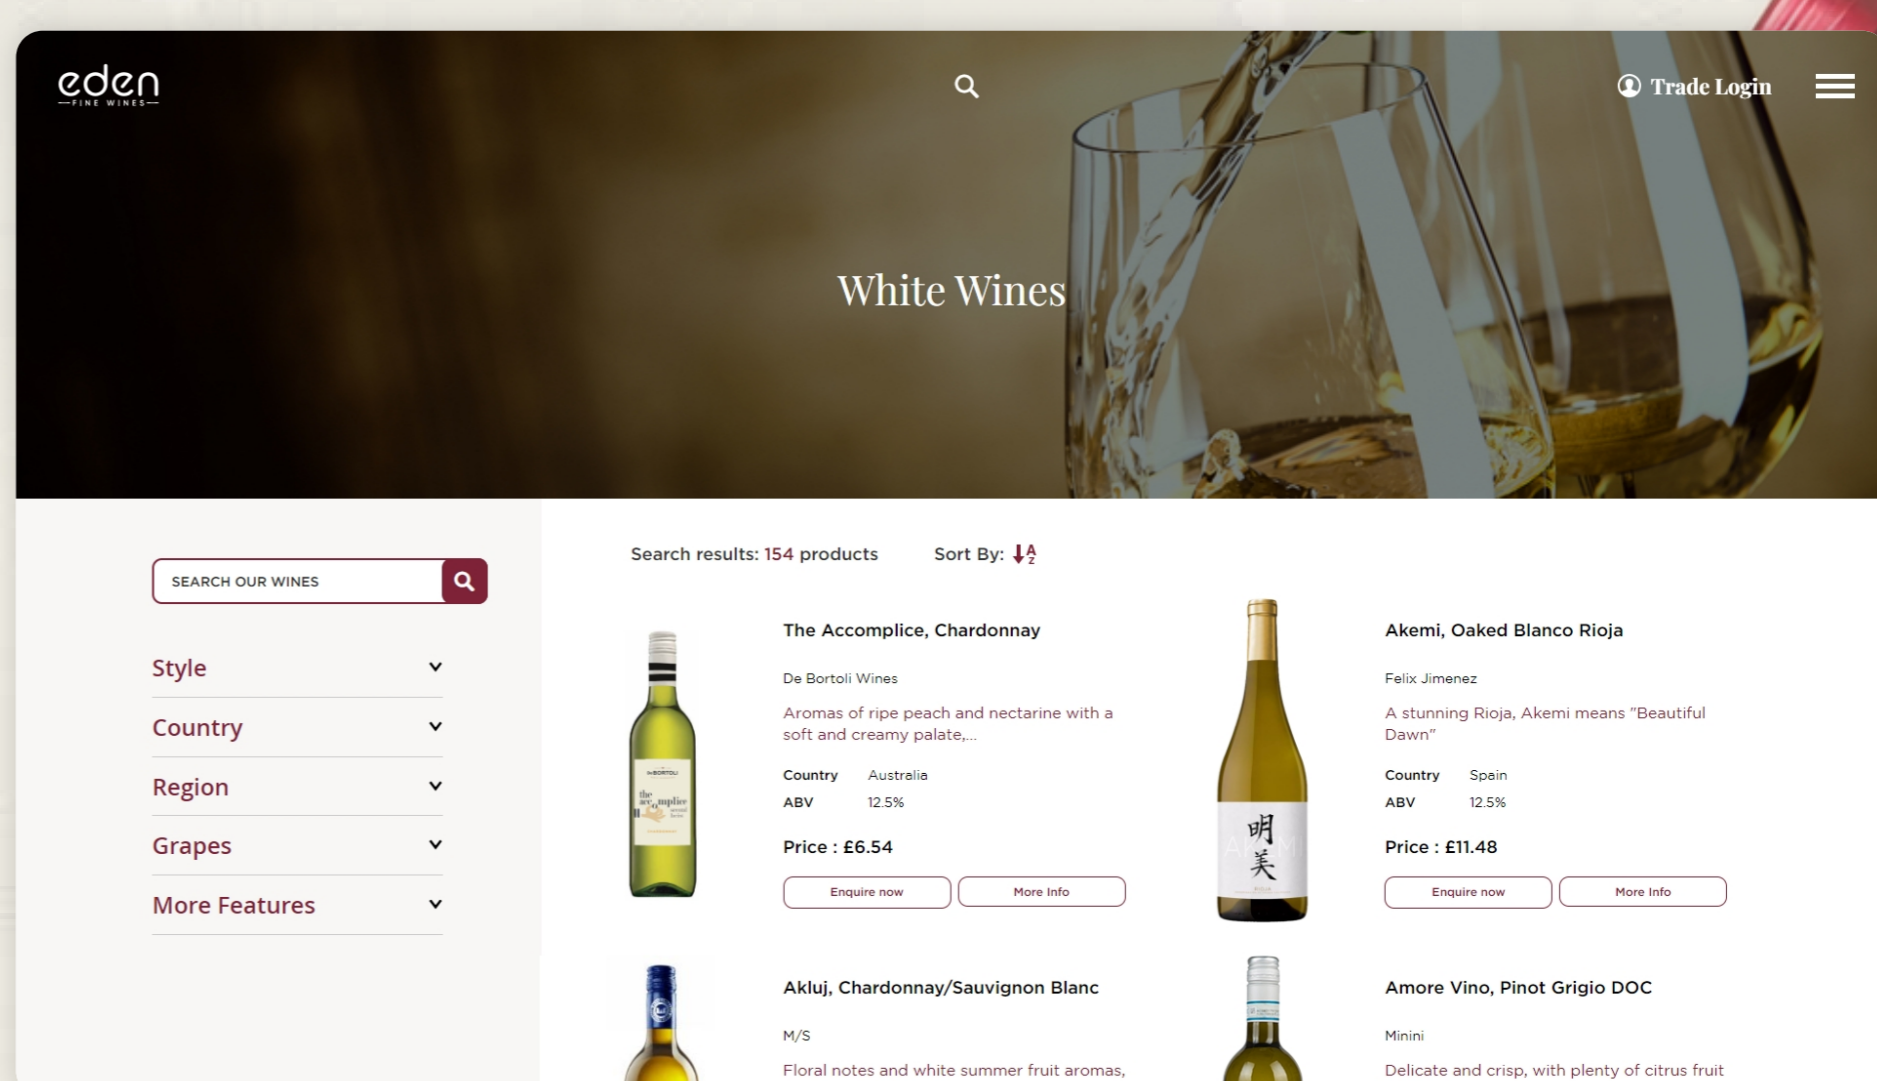 eden
FINE WINES
Trade Login
White Wines
SEARCH OUR WINES
Style
Country
Region
Grapes
More Features
Search results: 154 products
Sort By:
A
Z
The Accomplice, Chardonnay
De Bortoli Wines
Aromas of ripe peach and nectarine with a
soft and creamy palate,...
Country Australia
ABV 12.5%
Price : £6.54
Enquire now
More Info
DeBORTOLI
the
accomplice
Akemi, Oaked Blanco Rioja
Felix Jimenez
A stunning Rioja, Akemi means "Beautiful
Dawn"
Country Spain
ABV 12.5%
Price : £11.48
Enquire now
More Info
明
AKEMI
美
Akluj, Chardonnay/Sauvignon Blanc
M/S
Floral notes and white summer fruit aromas,
Amore Vino, Pinot Grigio DOC
Minini
Delicate and crisp, with plenty of citrus fruit